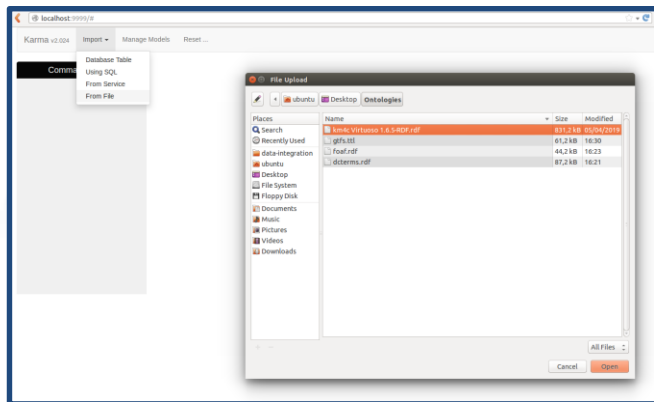 localhost:9999/#
Karma v2.024 Import Manage Models Reset ...
Database Table
Using SQL
From Service
From File
Comma
File Upload
ubuntu Desktop Ontologies
Places
Search
Recently Used
data-integration
ubuntu
Desktop
File System
Floppy Disk
Documents
Music
Pictures
Videos
Downloads
Name Size Modified
km4c Virtuoso 1.6.5-RDF.rdf 831,2 kB 05/04/2019
gtfs.ttl 61,2 kB 16:30
foaf.rdf 44,2 kB 16:23
dcterms.rdf 87,2 kB 16:21
All Files
Cancel Open